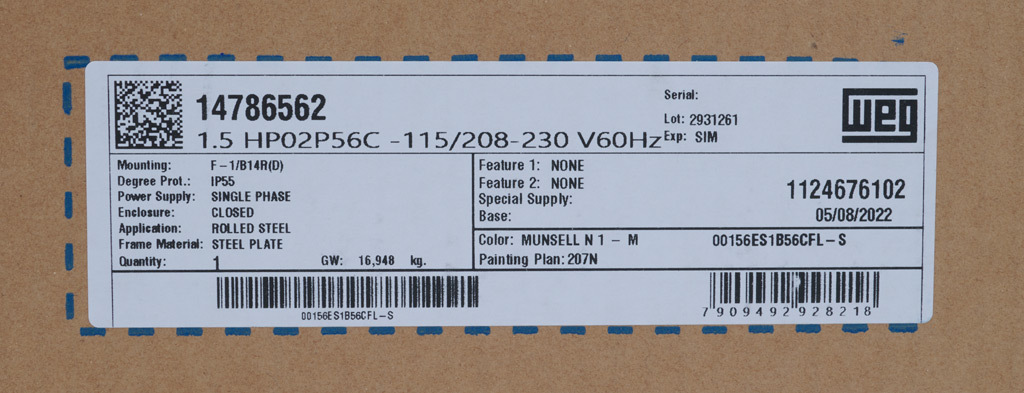 14786562
1.5 HP02P56C -115/208-230 V60Hz
Serial:
Lot: 2931261
Exp: SIM
WEG
Mounting: F-1/B14R(D)
Degree Prot.: IP55
Power Supply: SINGLE PHASE
Enclosure: CLOSED
Application: ROLLED STEEL
Frame Material: STEEL PLATE
Quantity: 1 GW: 16,948 kg.
Feature 1: NONE
Feature 2: NONE
Special Supply:
Base:
1124676102
05/08/2022
Color: MUNSELL N 1 - M 00156ES1B56CFL-S
Painting Plan: 207N
00156ES1B56CFL-S
7909492928218